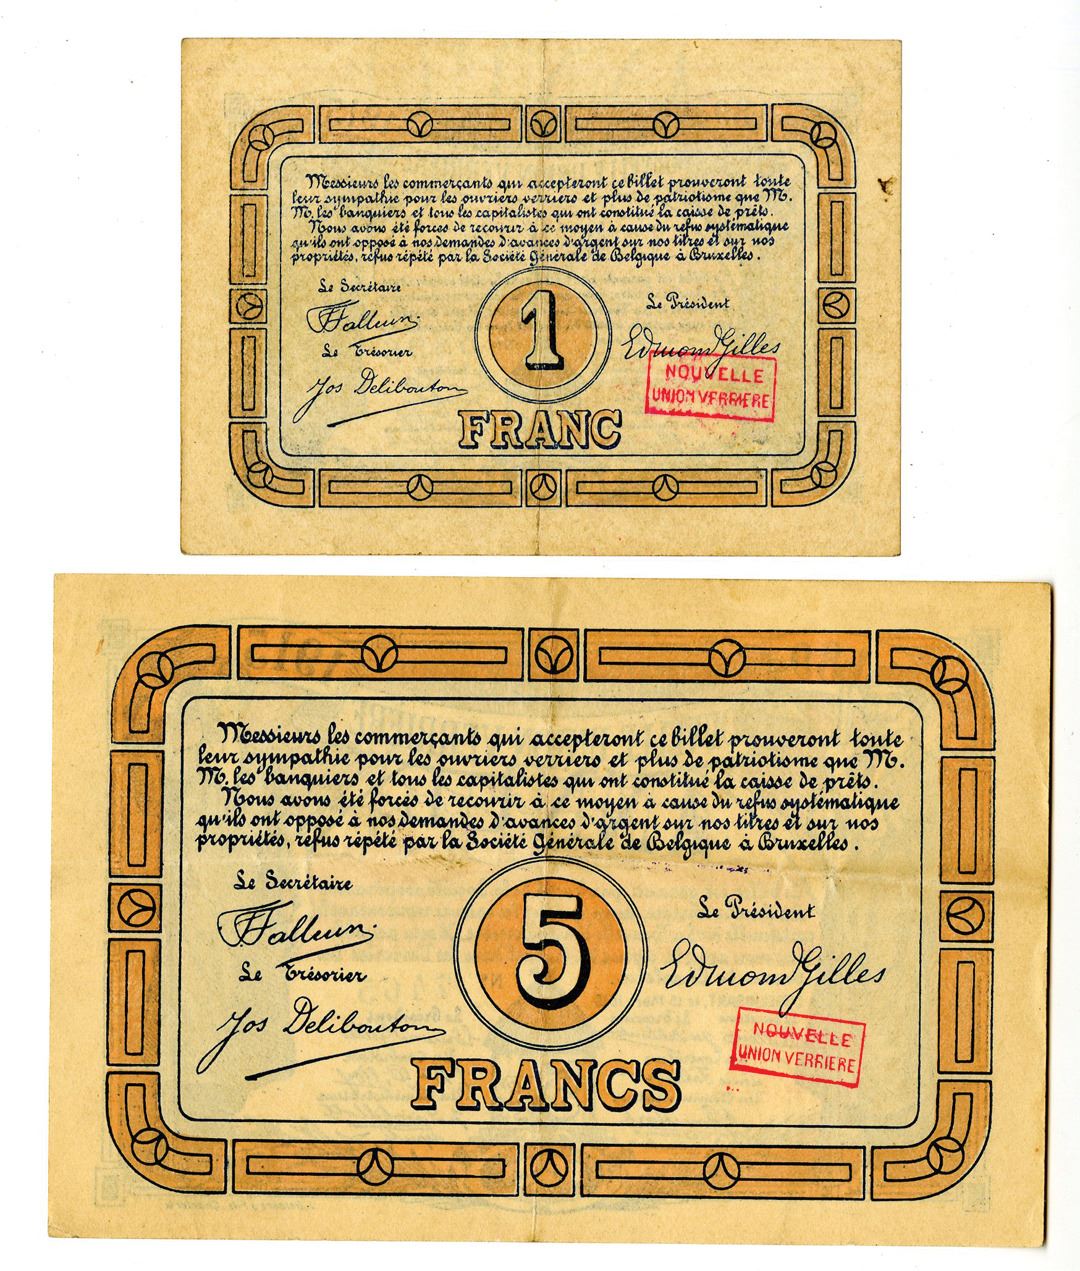 Messieurs les commerçants qui accepteront ce billet prouveront toute
leur sympathie pour les ouvriers verriers et plus de patriotisme que M.
M. les banquiers et tous les capitalistes qui ont constitué la caisse de prêts.
Nous avons été forces de recourir à ce moyen à cause du refus systématique
qu'ils ont opposé à nos demandes d'avances d'argent sur nos titres et sur nos
propriétés, refus répété par la Société Générale de Belgique à Bruxelles.
Le Secrétaire
Le Président
Falleur
Edmond Gilles
Le Trésorier
Jos Delibouton
1
FRANC
NOUVELLE
UNION VERRIERE
Messieurs les commerçants qui accepteront ce billet prouveront toute
leur sympathie pour les ouvriers verriers et plus de patriotisme que M.
M. les banquiers et tous les capitalistes qui ont constitué la caisse de prêts.
Nous avons été forcés de recourir à ce moyen à cause du refus systématique
qu'ils ont opposé à nos demandes d'avances d'argent sur nos titres et sur nos
propriétés, refus répété par la Société Générale de Belgique à Bruxelles.
Le Secrétaire
Le Président
Falleur
Edmond Gilles
Le Trésorier
Jos Delibouton
5
FRANCS
NOUVELLE
UNION VERRIERE